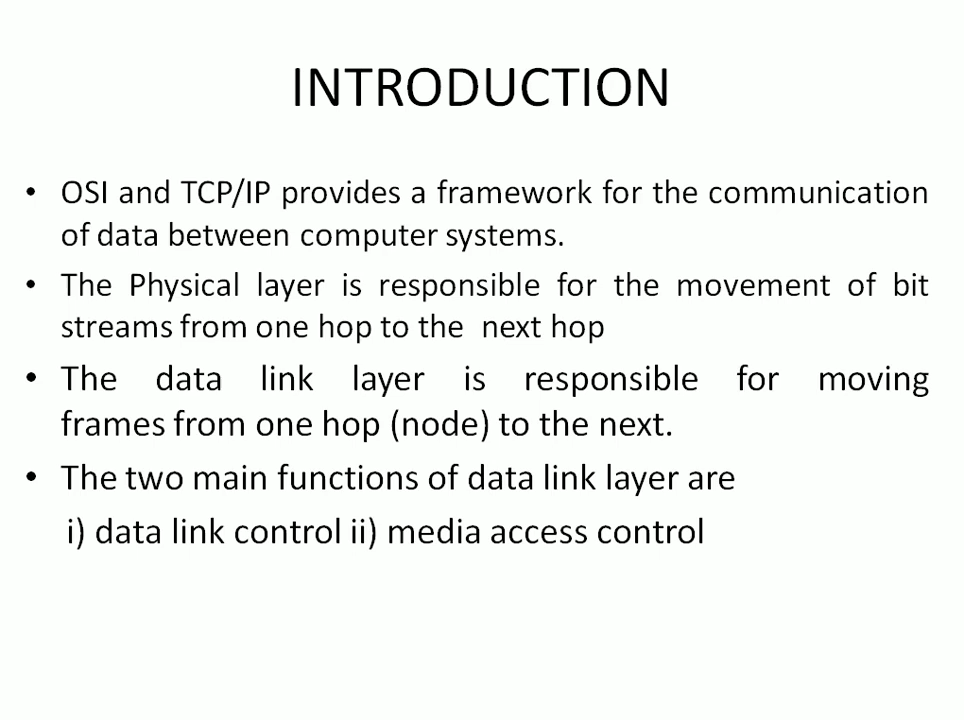 INTRODUCTION
• OSI and TCP/IP provides a framework for the communication
of data between computer systems.
• The Physical layer is responsible for the movement of bit
streams from one hop to the next hop
• The data link layer is responsible for moving
frames from one hop (node) to the next.
• The two main functions of data link layer are
i) data link control ii) media access control